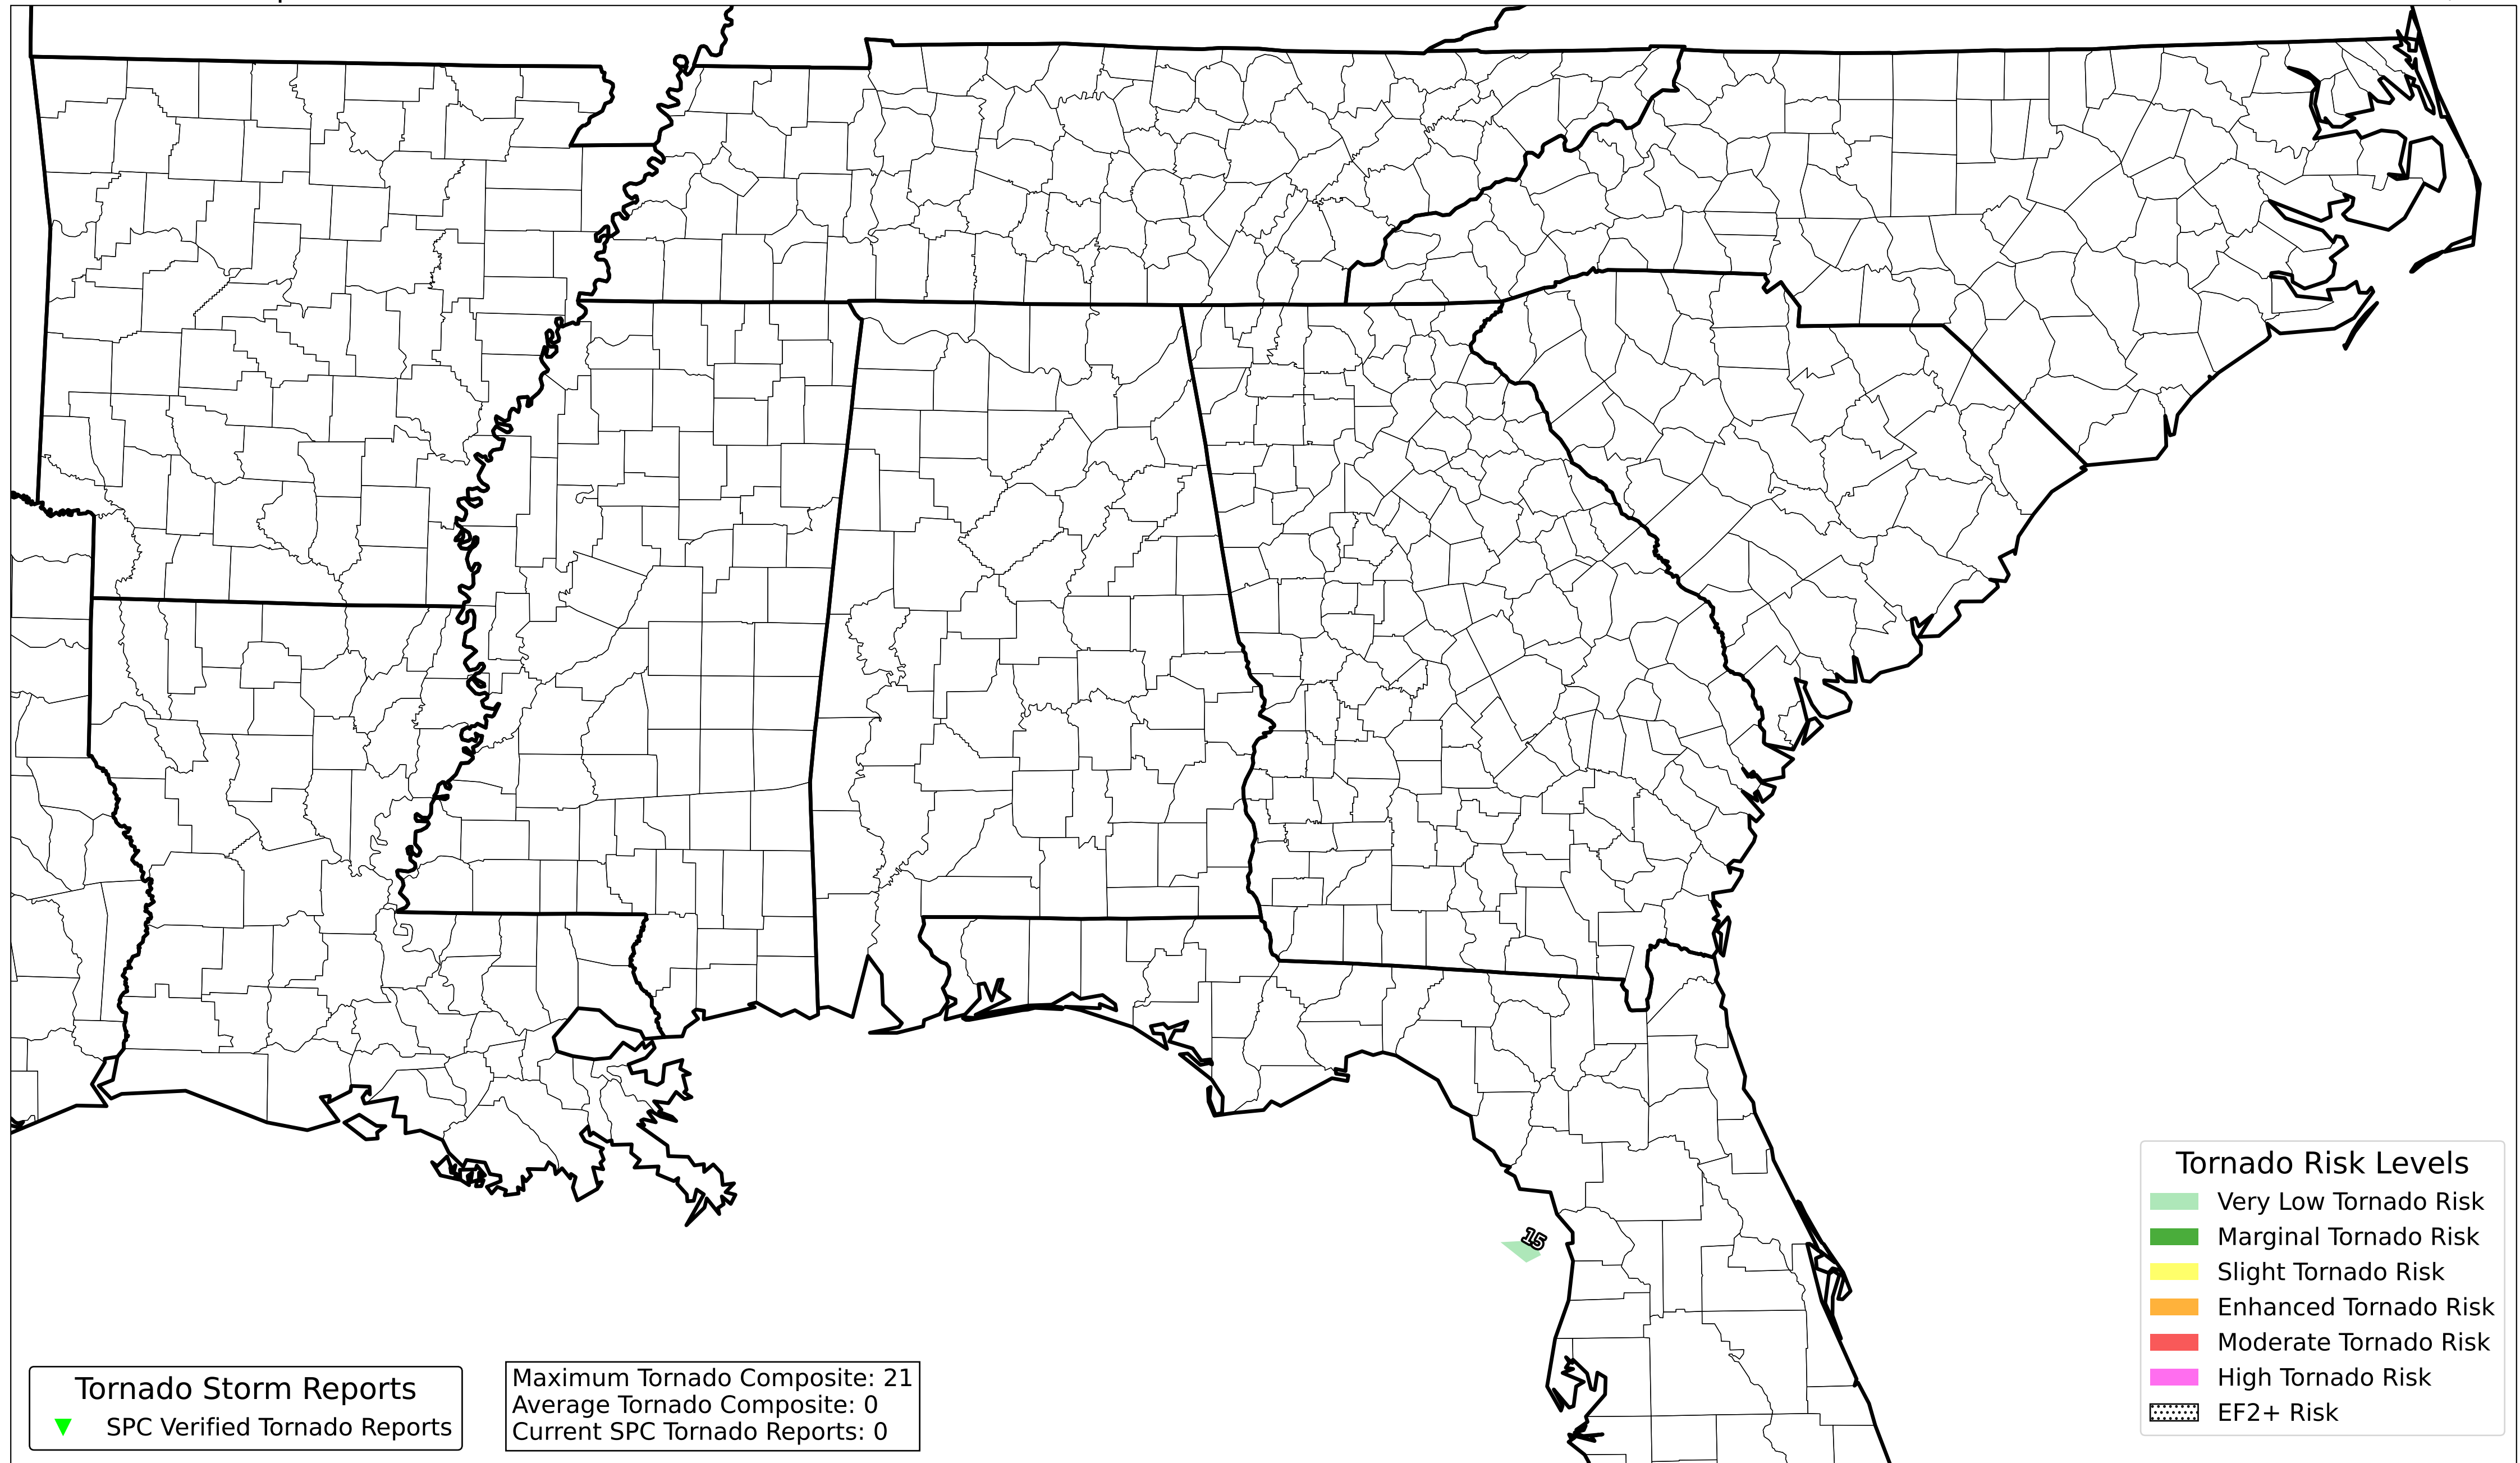 15
Tornado Risk Levels
Very Low Tornado Risk
Marginal Tornado Risk
Slight Tornado Risk
Enhanced Tornado Risk
Moderate Tornado Risk
High Tornado Risk
EF2+ Risk
Tornado Storm Reports
SPC Verified Tornado Reports
Maximum Tornado Composite: 21
Average Tornado Composite: 0
Current SPC Tornado Reports: 0